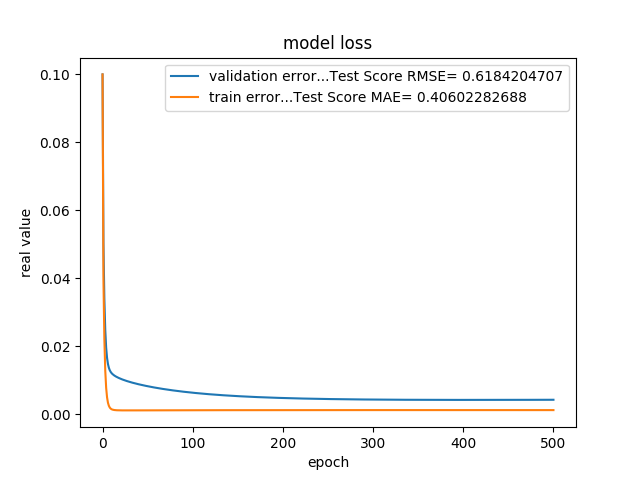 model loss
validation error...Test Score RMSE= 0.6184204707
train error...Test Score MAE= 0.40602282688
real value
0.10
0.08
0.06
0.04
0.02
0.00
0 100 200 300 400 500
epoch